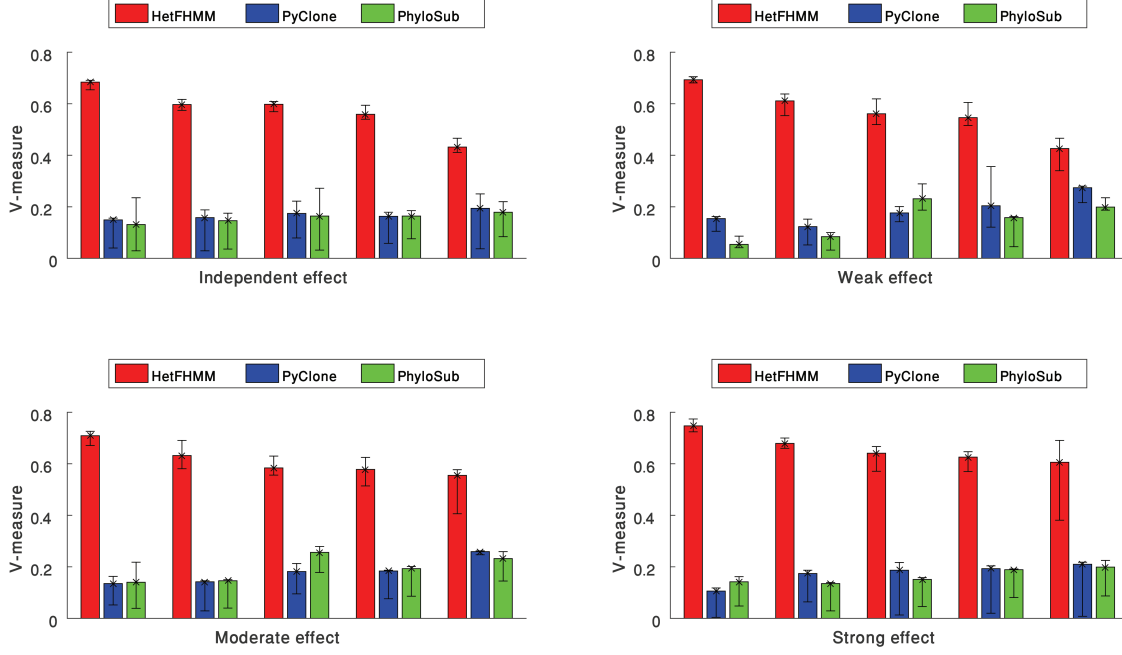 HetFHMM PyClone PhyloSub
V-measure
0.8
0.6
0.4
0.2
0
Independent effect
HetFHMM PyClone PhyloSub
V-measure
0.8
0.6
0.4
0.2
0
Weak effect
HetFHMM PyClone PhyloSub
V-measure
0.8
0.6
0.4
0.2
0
Moderate effect
HetFHMM PyClone PhyloSub
V-measure
0.8
0.6
0.4
0.2
0
Strong effect